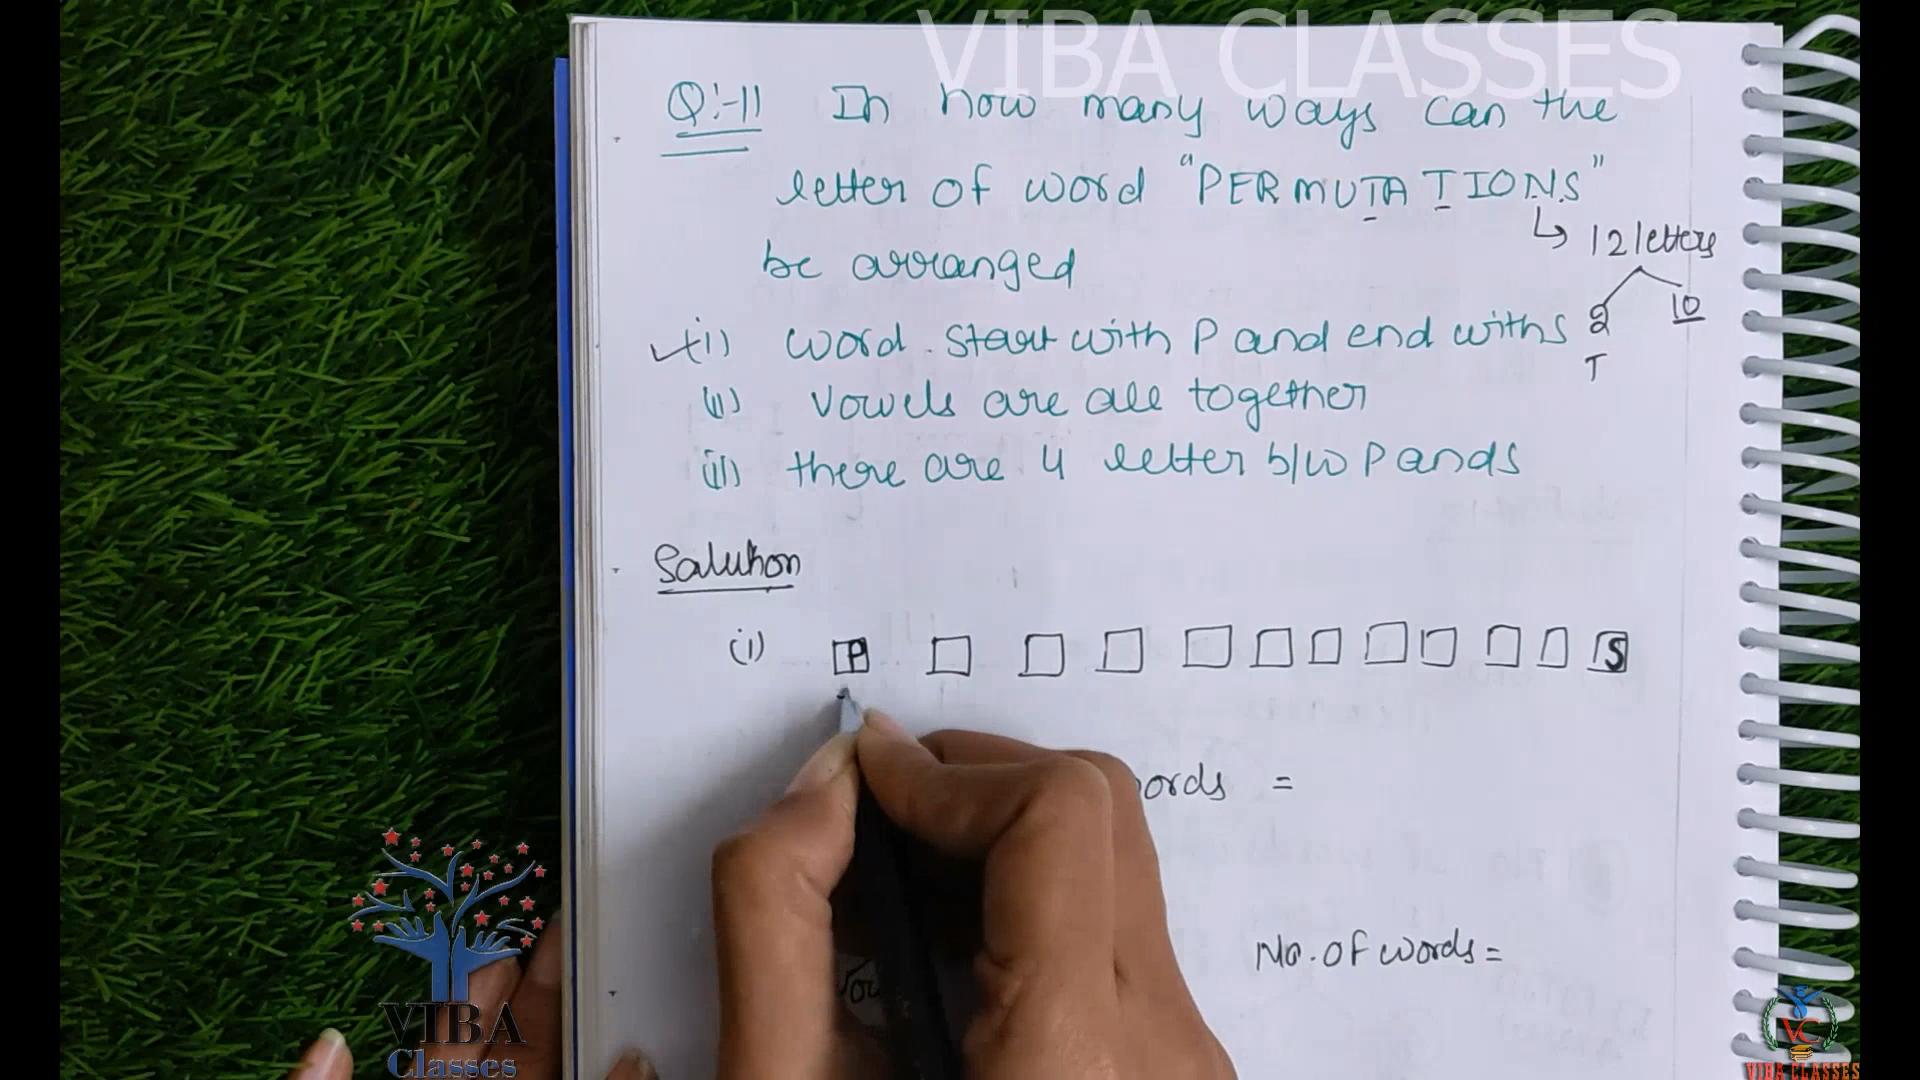 VIBA CLASSES
Q:-11 In how many ways can the
letter of word "PERMUTATIONS"
↳ 12 letters
be arranged
2 10
T
(i) word start with P and end with S
(ii) vowels are all together
(iii) there are 4 letter b/w P and S
Solution
(i) P S
=
No. of words =
VIBA
Classes
VC
VIBA CLASSES